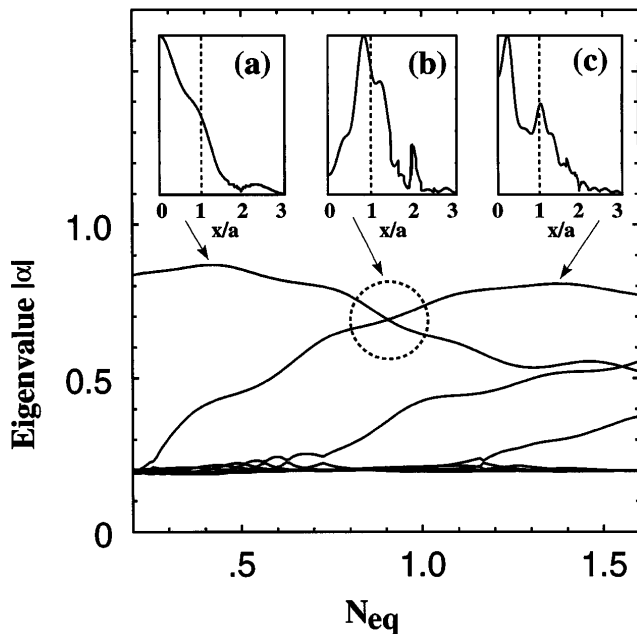 (a) (b) (c)
0 1 2 3 0 1 2 3 0 1 2 3
x/a x/a x/a
1.0
0.5
0
Eigenvalue |α|
.5 1.0 1.5
Neq